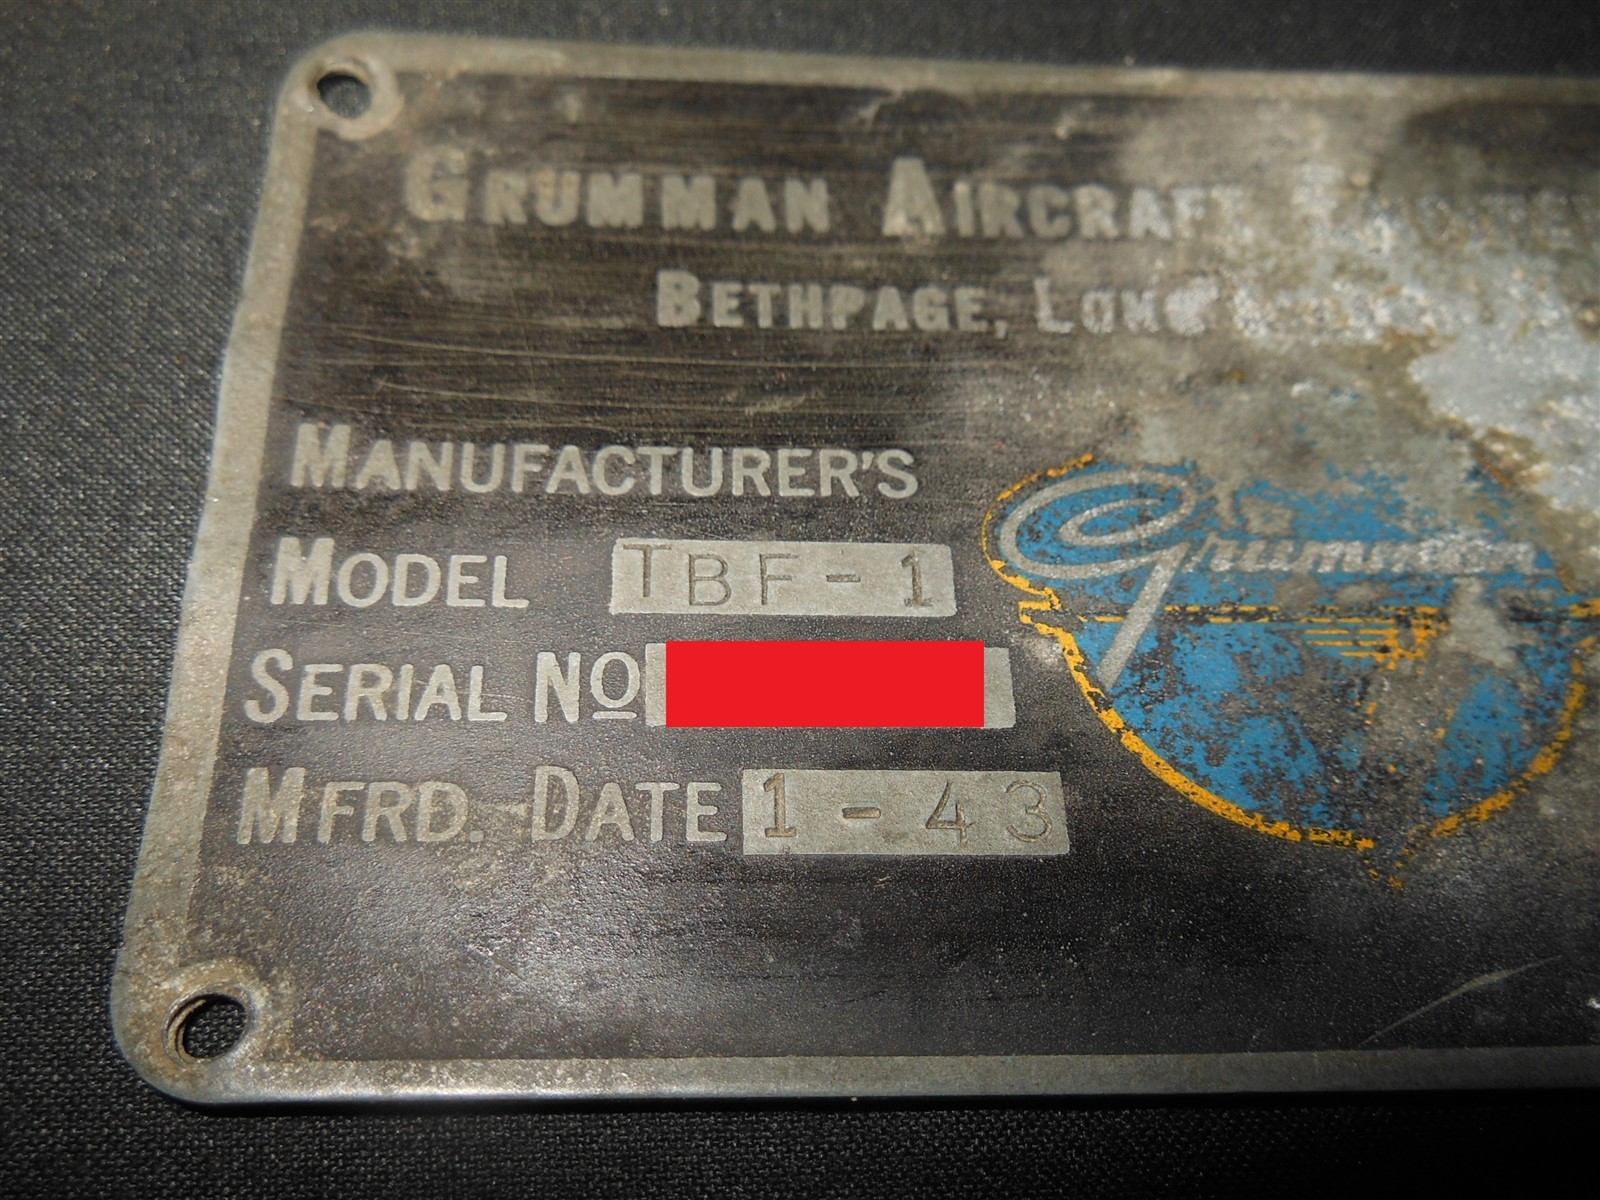 GRUMMAN AIRCRAFT
BETHPAGE, LONG
MANUFACTURER'S
MODEL TBF-1
SERIAL NO
MFRD. DATE 1-43
Grumman